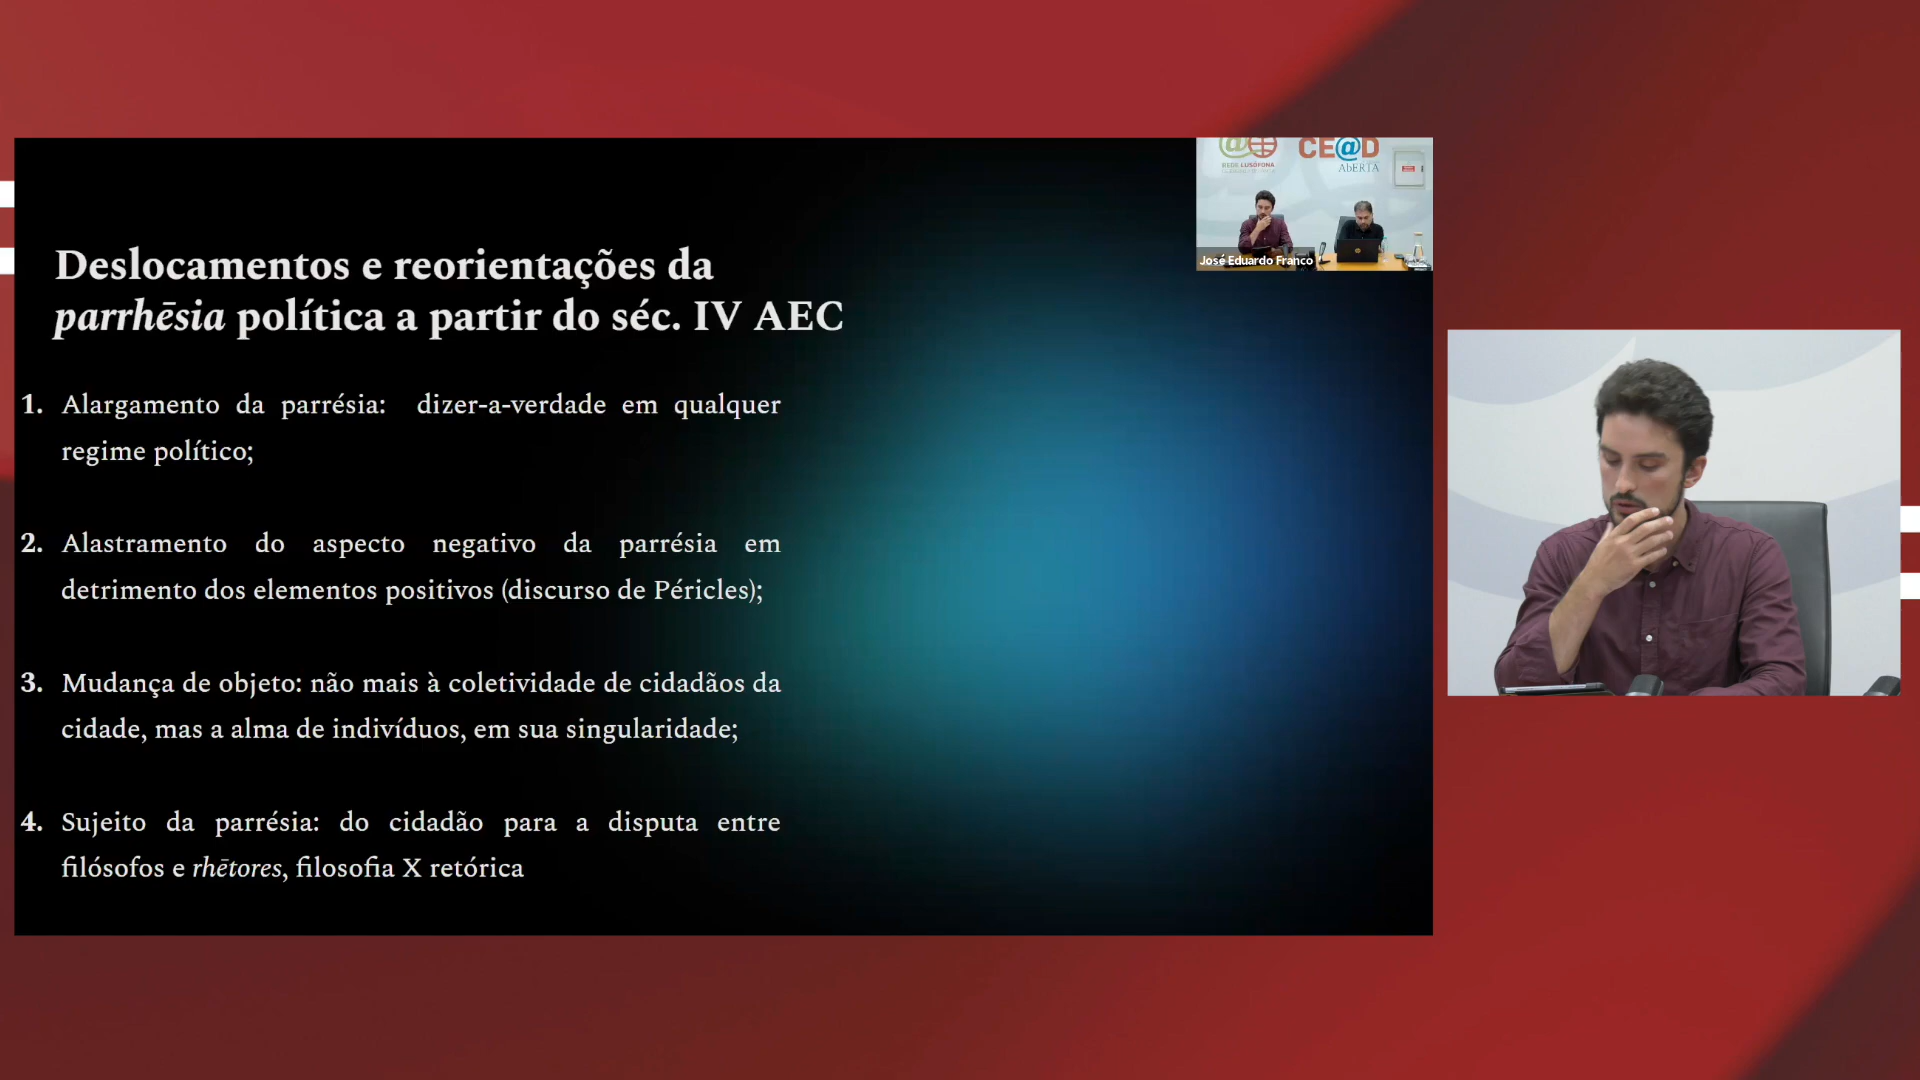 Deslocamentos e reorientações da
parrhēsia política a partir do séc. IV AEC
1. Alargamento da parrésia: dizer-a-verdade em qualquer
regime político;
2. Alastramento do aspecto negativo da parrésia em
detrimento dos elementos positivos (discurso de Péricles);
3. Mudança de objeto: não mais à coletividade de cidadãos da
cidade, mas a alma de indivíduos, em sua singularidade;
4. Sujeito da parrésia: do cidadão para a disputa entre
filósofos e rhētores, filosofia X retórica
REDE LUSÓFONA
CE@D
AbERTA
José Eduardo Franco